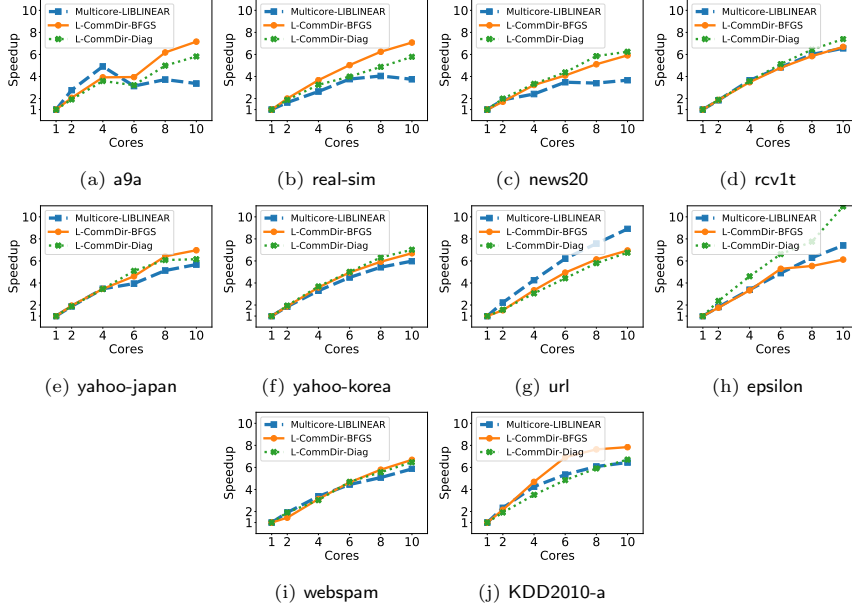 Multicore-LIBLINEAR
L-CommDir-BFGS
L-CommDir-Diag
Speedup
10
8
6
4
2
1
1 2 4 6 8 10
Cores
(a) a9a
Multicore-LIBLINEAR
L-CommDir-BFGS
L-CommDir-Diag
Speedup
10
8
6
4
2
1
1 2 4 6 8 10
Cores
(b) real-sim
Multicore-LIBLINEAR
L-CommDir-BFGS
L-CommDir-Diag
Speedup
10
8
6
4
2
1
1 2 4 6 8 10
Cores
(c) news20
Multicore-LIBLINEAR
L-CommDir-BFGS
L-CommDir-Diag
Speedup
10
8
6
4
2
1
1 2 4 6 8 10
Cores
(d) rcv1t
Multicore-LIBLINEAR
L-CommDir-BFGS
L-CommDir-Diag
Speedup
10
8
6
4
2
1
1 2 4 6 8 10
Cores
(e) yahoo-japan
Multicore-LIBLINEAR
L-CommDir-BFGS
L-CommDir-Diag
Speedup
10
8
6
4
2
1
1 2 4 6 8 10
Cores
(f) yahoo-korea
Multicore-LIBLINEAR
L-CommDir-BFGS
L-CommDir-Diag
Speedup
10
8
6
4
2
1
1 2 4 6 8 10
Cores
(g) url
Multicore-LIBLINEAR
L-CommDir-BFGS
L-CommDir-Diag
Speedup
10
8
6
4
2
1
1 2 4 6 8 10
Cores
(h) epsilon
Multicore-LIBLINEAR
L-CommDir-BFGS
L-CommDir-Diag
Speedup
10
8
6
4
2
1
1 2 4 6 8 10
Cores
(i) webspam
Multicore-LIBLINEAR
L-CommDir-BFGS
L-CommDir-Diag
Speedup
10
8
6
4
2
1
1 2 4 6 8 10
Cores
(j) KDD2010-a